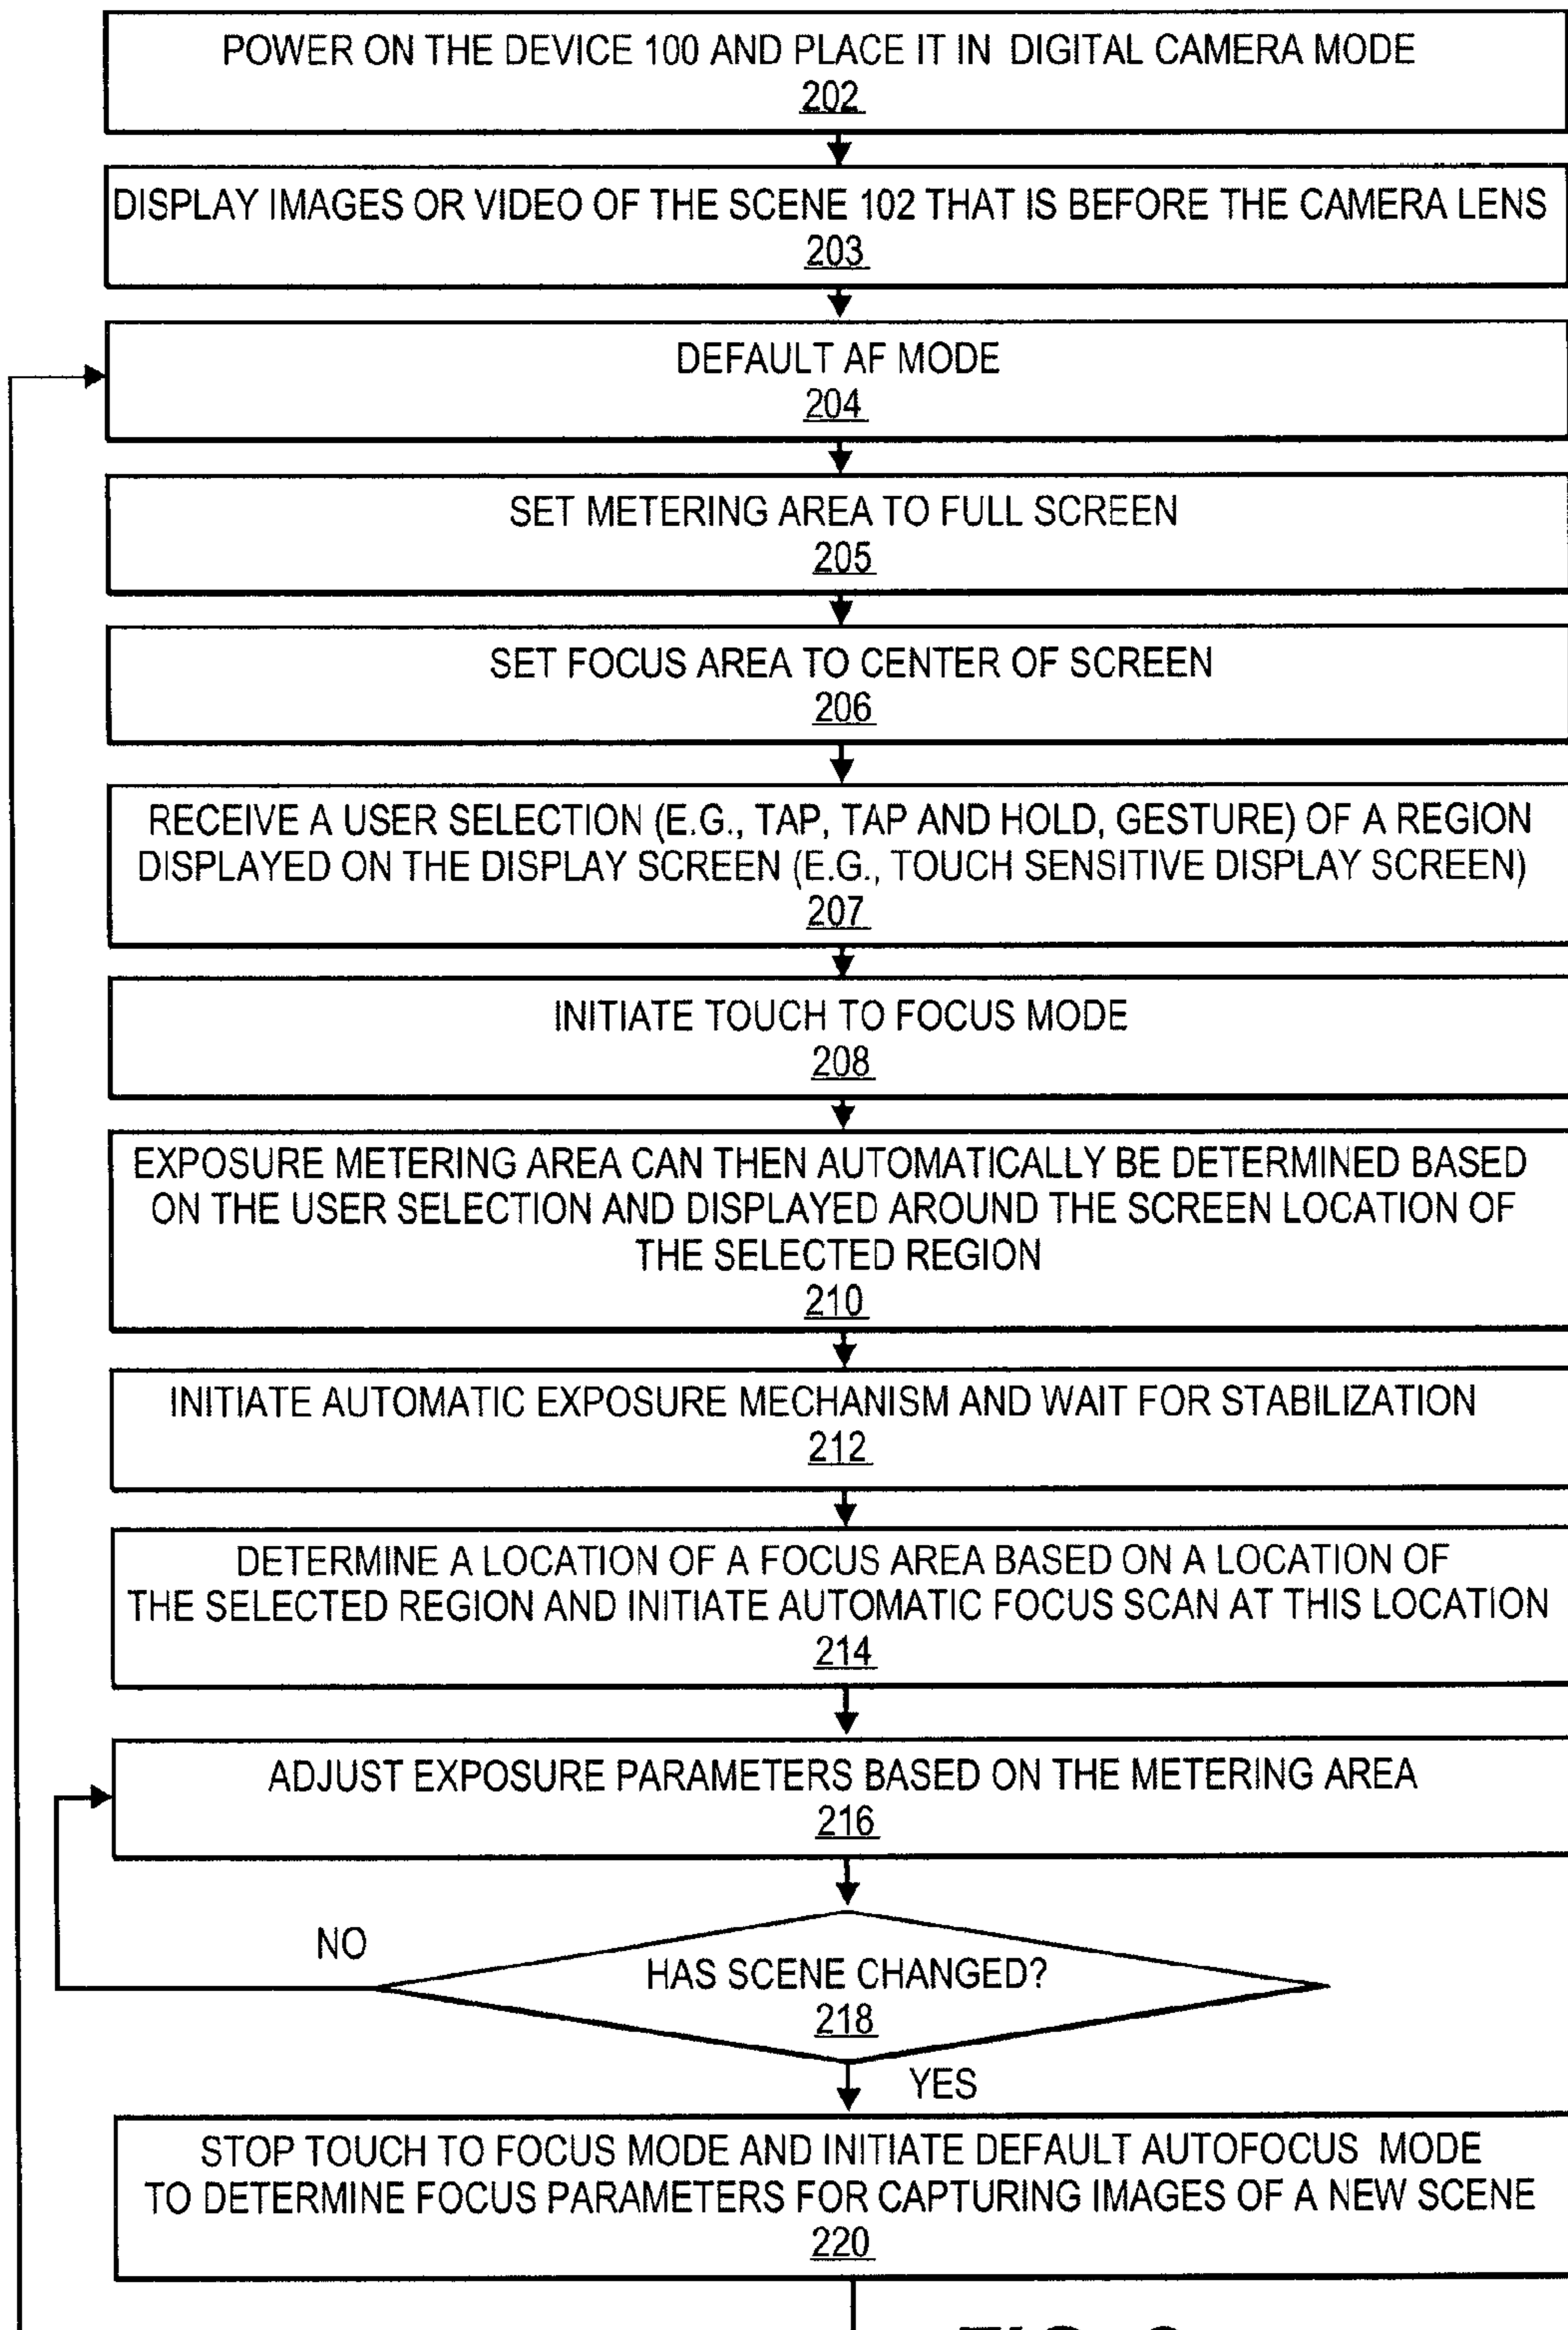 POWER ON THE DEVICE 100 AND PLACE IT IN DIGITAL CAMERA MODE
202
DISPLAY IMAGES OR VIDEO OF THE SCENE 102 THAT IS BEFORE THE CAMERA LENS
203
DEFAULT AF MODE
204
SET METERING AREA TO FULL SCREEN
205
SET FOCUS AREA TO CENTER OF SCREEN
206
RECEIVE A USER SELECTION (E.G., TAP, TAP AND HOLD, GESTURE) OF A REGION
DISPLAYED ON THE DISPLAY SCREEN (E.G., TOUCH SENSITIVE DISPLAY SCREEN)
207
INITIATE TOUCH TO FOCUS MODE
208
EXPOSURE METERING AREA CAN THEN AUTOMATICALLY BE DETERMINED BASED
ON THE USER SELECTION AND DISPLAYED AROUND THE SCREEN LOCATION OF
THE SELECTED REGION
210
INITIATE AUTOMATIC EXPOSURE MECHANISM AND WAIT FOR STABILIZATION
212
DETERMINE A LOCATION OF A FOCUS AREA BASED ON A LOCATION OF
THE SELECTED REGION AND INITIATE AUTOMATIC FOCUS SCAN AT THIS LOCATION
214
ADJUST EXPOSURE PARAMETERS BASED ON THE METERING AREA
216
NO
HAS SCENE CHANGED?
218
YES
STOP TOUCH TO FOCUS MODE AND INITIATE DEFAULT AUTOFOCUS MODE
TO DETERMINE FOCUS PARAMETERS FOR CAPTURING IMAGES OF A NEW SCENE
220